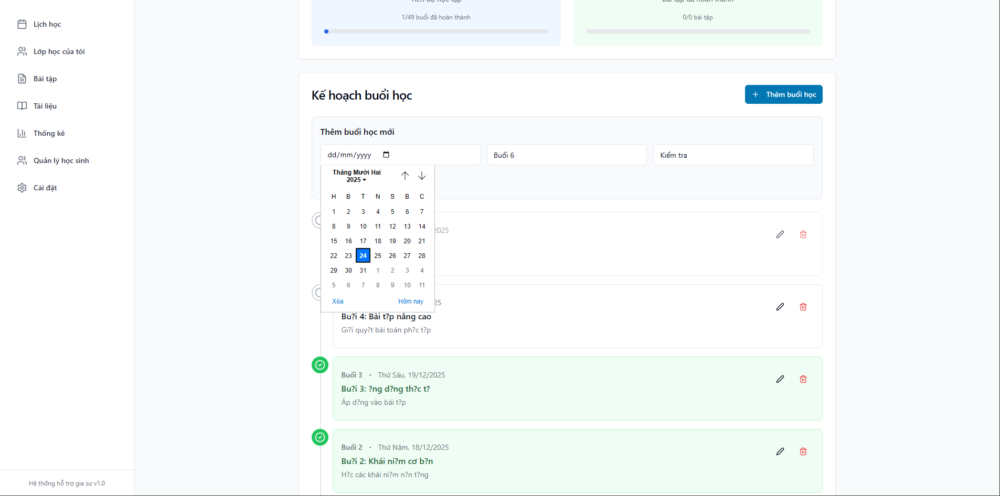 Lịch học
Lớp học của tôi
Bài tập
Tài liệu
Thống kê
Quản lý học sinh
Cài đặt
Hệ thống hỗ trợ gia sư v1.0
1/49 buổi đã hoàn thành
0/0 bài tập
Kế hoạch buổi học
+ Thêm buổi học
Thêm buổi học mới
dd/mm/yyyy
Buổi 6
Kiểm tra
Tháng Mười Hai
2025
H B T N S B C
1 2 3 4 5 6 7
8 9 10 11 12 13 14
15 16 17 18 19 20 21
22 23 24 25 26 27 28
29 30 31 1 2 3 4
5 6 7 8 9 10 11
Xóa Hôm nay
2025
25
Bu?i 4: Bài t?p nâng cao
Gi?i quy?t bài toán ph?c t?p
Buổi 3 • Thứ Sáu, 19/12/2025
Bu?i 3: ?ng d?ng th?c t?
Áp d?ng vào bài t?p
Buổi 2 • Thứ Năm, 18/12/2025
Bu?i 2: Khái ni?m cơ b?n
H?c các khái ni?m n?n t?ng